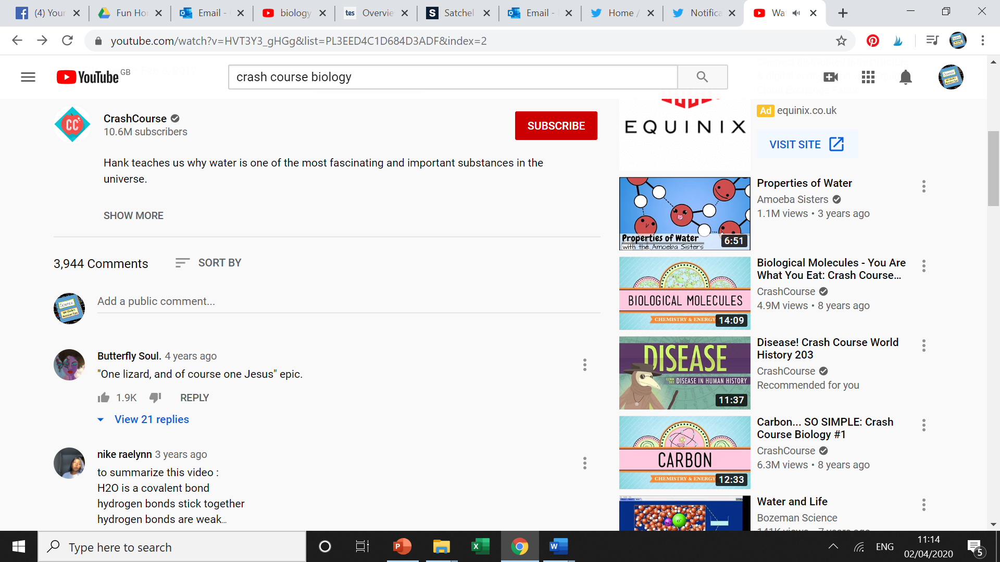 (4) Your
Fun Hor
Email -
biology
tes Overvie
S Satchel
Email -
Home /
Notifica
Wa
youtube.com/watch?v=HVT3Y3_gHGg&list=PL3EED4C1D684D3ADF&index=2
YouTube GB
crash course biology
CC
CrashCourse
10.6M subscribers
SUBSCRIBE
Hank teaches us why water is one of the most fascinating and important substances in the
universe.
SHOW MORE
3,944 Comments
SORT BY
Add a public comment...
Butterfly Soul. 4 years ago
"One lizard, and of course one Jesus" epic.
1.9K
REPLY
View 21 replies
nike raelynn 3 years ago
to summarize this video :
H2O is a covalent bond
hydrogen bonds stick together
hydrogen bonds are weak...
EQUINIX
Ad equinix.co.uk
VISIT SITE
Properties of Water
with the Amoeba Sisters
6:51
Properties of Water
Amoeba Sisters
1.1M views • 3 years ago
BIOLOGICAL MOLECULES
CHEMISTRY & ENERGY
14:09
Biological Molecules - You Are
What You Eat: Crash Course...
CrashCourse
4.9M views • 8 years ago
DISEASE
DISEASE IN HUMAN HISTORY
11:37
Disease! Crash Course World
History 203
CrashCourse
Recommended for you
CARBON
CHEMISTRY & ENERGY
12:33
Carbon... SO SIMPLE: Crash
Course Biology #1
CrashCourse
6.3M views • 8 years ago
Water and Life
Bozeman Science
Type here to search
ENG
11:14
02/04/2020
5